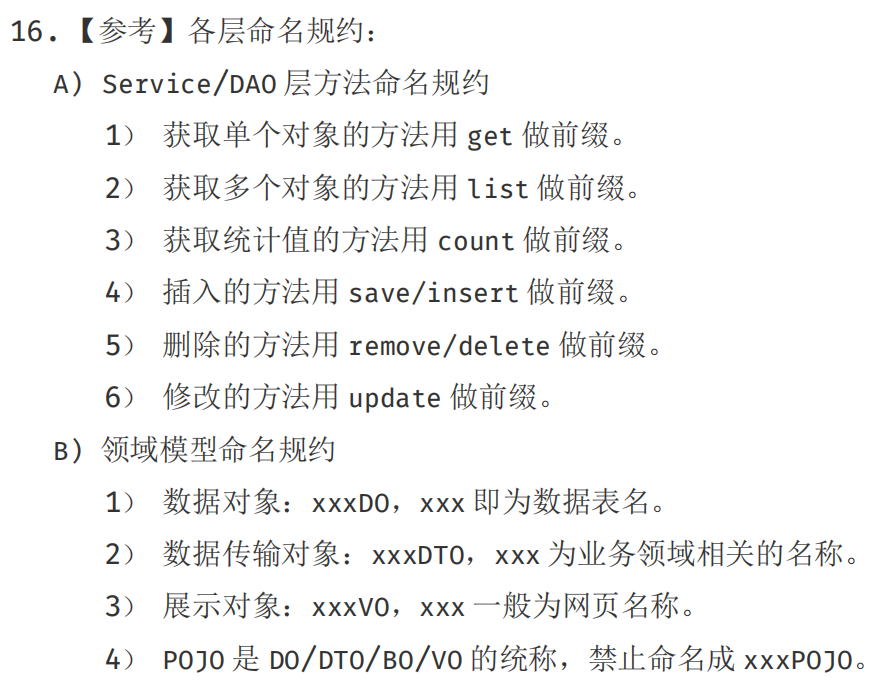 16.【参考】各层命名规约：
A) Service/DAO 层方法命名规约
1） 获取单个对象的方法用 get 做前缀。
2） 获取多个对象的方法用 list 做前缀。
3） 获取统计值的方法用 count 做前缀。
4） 插入的方法用 save/insert 做前缀。
5） 删除的方法用 remove/delete 做前缀。
6） 修改的方法用 update 做前缀。
B) 领域模型命名规约
1） 数据对象：xxxDO，xxx 即为数据表名。
2） 数据传输对象：xxxDTO，xxx 为业务领域相关的名称。
3） 展示对象：xxxVO，xxx 一般为网页名称。
4） POJO 是 DO/DTO/BO/VO 的统称，禁止命名成 xxxPOJO。